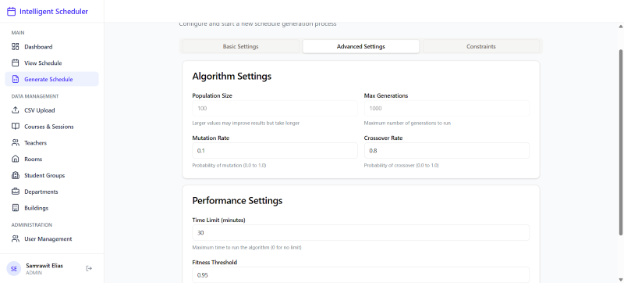 Intelligent Scheduler
MAIN
Dashboard
View Schedule
Generate Schedule
DATA MANAGEMENT
CSV Upload
Courses & Sessions
Teachers
Rooms
Student Groups
Departments
Buildings
ADMINISTRATION
User Management
SE
Samrawit Elias
ADMIN
Configure and start a new schedule generation process
Basic Settings
Advanced Settings
Constraints
Algorithm Settings
Population Size
100
Larger values may improve results but take longer
Max Generations
1000
Maximum number of generations to run
Mutation Rate
0.1
Probability of mutation (0.0 to 1.0)
Crossover Rate
0.8
Probability of crossover (0.0 to 1.0)
Performance Settings
Time Limit (minutes)
30
Maximum time to run the algorithm (0 for no limit)
Fitness Threshold
0.95